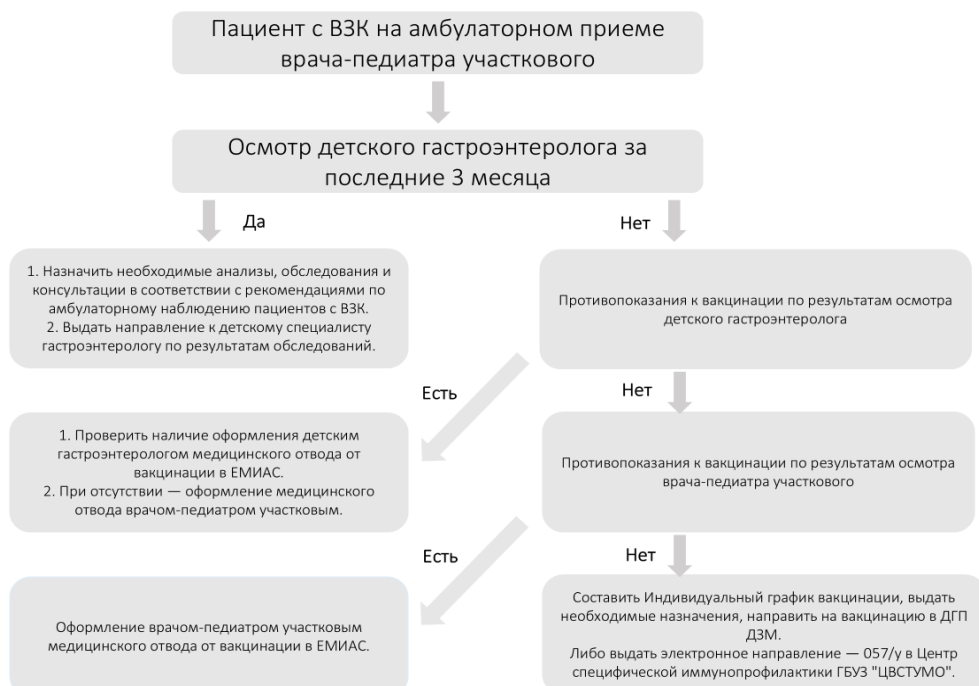 Пациент с ВЗК на амбулаторном приеме
врача-педиатра участкового
Осмотр детского гастроэнтеролога за
последние 3 месяца
Да
Нет
1. Назначить необходимые анализы, обследования и
консультации в соответствии с рекомендациями по
амбулаторному наблюдению пациентов с ВЗК.
2. Выдать направление к детскому специалисту
гастроэнтерологу по результатам обследований.
Противопоказания к вакцинации по результатам осмотра
детского гастроэнтеролога
Есть
Нет
1. Проверить наличие оформления детским
гастроэнтерологом медицинского отвода от
вакцинации в ЕМИАС.
2. При отсутствии — оформление медицинского
отвода врачом-педиатром участковым.
Противопоказания к вакцинации по результатам осмотра
врача-педиатра участкового
Есть
Нет
Оформление врачом-педиатром участковым
медицинского отвода от вакцинации в ЕМИАС.
Составить Индивидуальный график вакцинации, выдать
необходимые назначения, направить на вакцинацию в ДГП
ДЗМ.
Либо выдать электронное направление — 057/у в Центр
специфической иммунопрофилактики ГБУЗ "ЦВСТУМО".